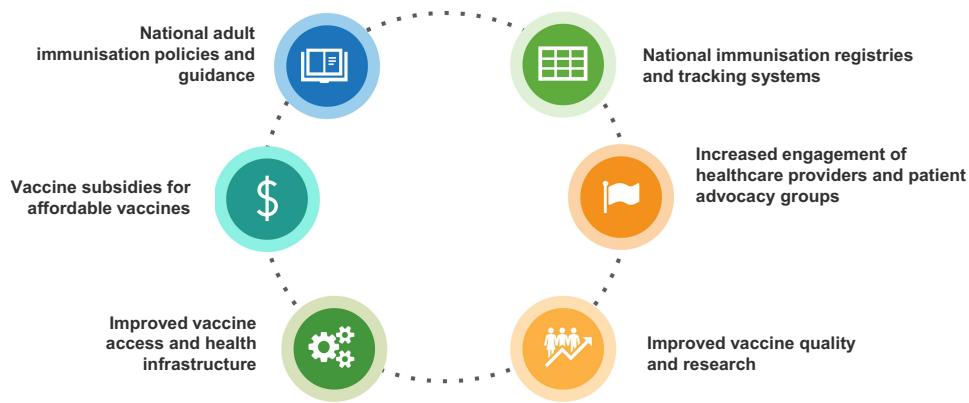 National adult
immunisation policies and
guidance
National immunisation registries
and tracking systems
Vaccine subsidies for
affordable vaccines
$
Increased engagement of
healthcare providers and patient
advocacy groups
Improved vaccine
access and health
infrastructure
Improved vaccine quality
and research